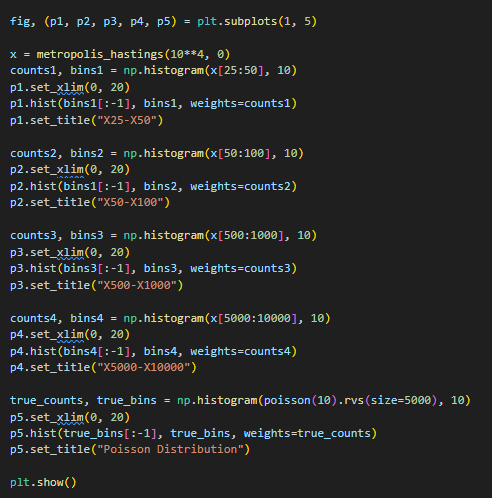 fig, (p1, p2, p3, p4, p5) = plt.subplots(1, 5)
x = metropolis_hastings(10**4, 0)
counts1, bins1 = np.histogram(x[25:50], 10)
p1.set_xlim(0, 20)
p1.hist(bins1[:-1], bins1, weights=counts1)
p1.set_title("X25-X50")
counts2, bins2 = np.histogram(x[50:100], 10)
p2.set_xlim(0, 20)
p2.hist(bins1[:-1], bins2, weights=counts2)
p2.set_title("X50-X100")
counts3, bins3 = np.histogram(x[500:1000], 10)
p3.set_xlim(0, 20)
p3.hist(bins3[:-1], bins3, weights=counts3)
p3.set_title("X500-X1000")
counts4, bins4 = np.histogram(x[5000:10000], 10)
p4.set_xlim(0, 20)
p4.hist(bins4[:-1], bins4, weights=counts4)
p4.set_title("X5000-X10000")
true_counts, true_bins = np.histogram(poisson(10).rvs(size=5000), 10)
p5.set_xlim(0, 20)
p5.hist(true_bins[:-1], true_bins, weights=true_counts)
p5.set_title("Poisson Distribution")
plt.show()